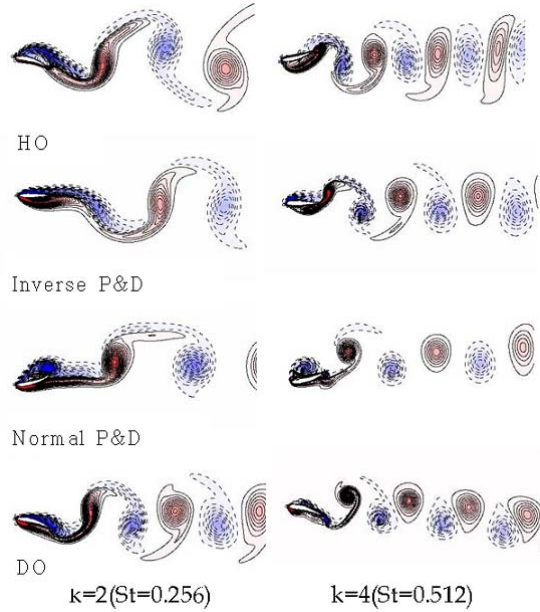 HO
Inverse P&D
Normal P&D
DO
κ=2(St=0.256)
k=4(St=0.512)